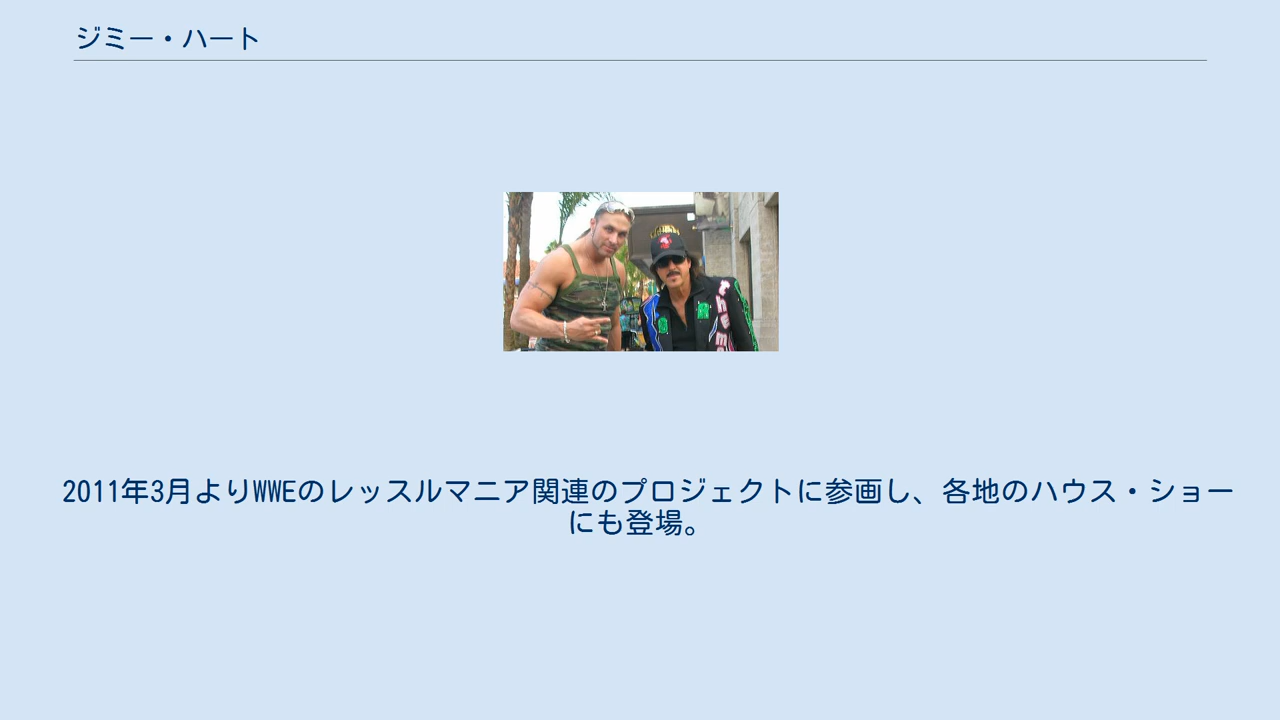 ジミー・ハート
2011年3月よりWWEのレッスルマニア関連のプロジェクトに参画し、各地のハウス・ショー
にも登場。